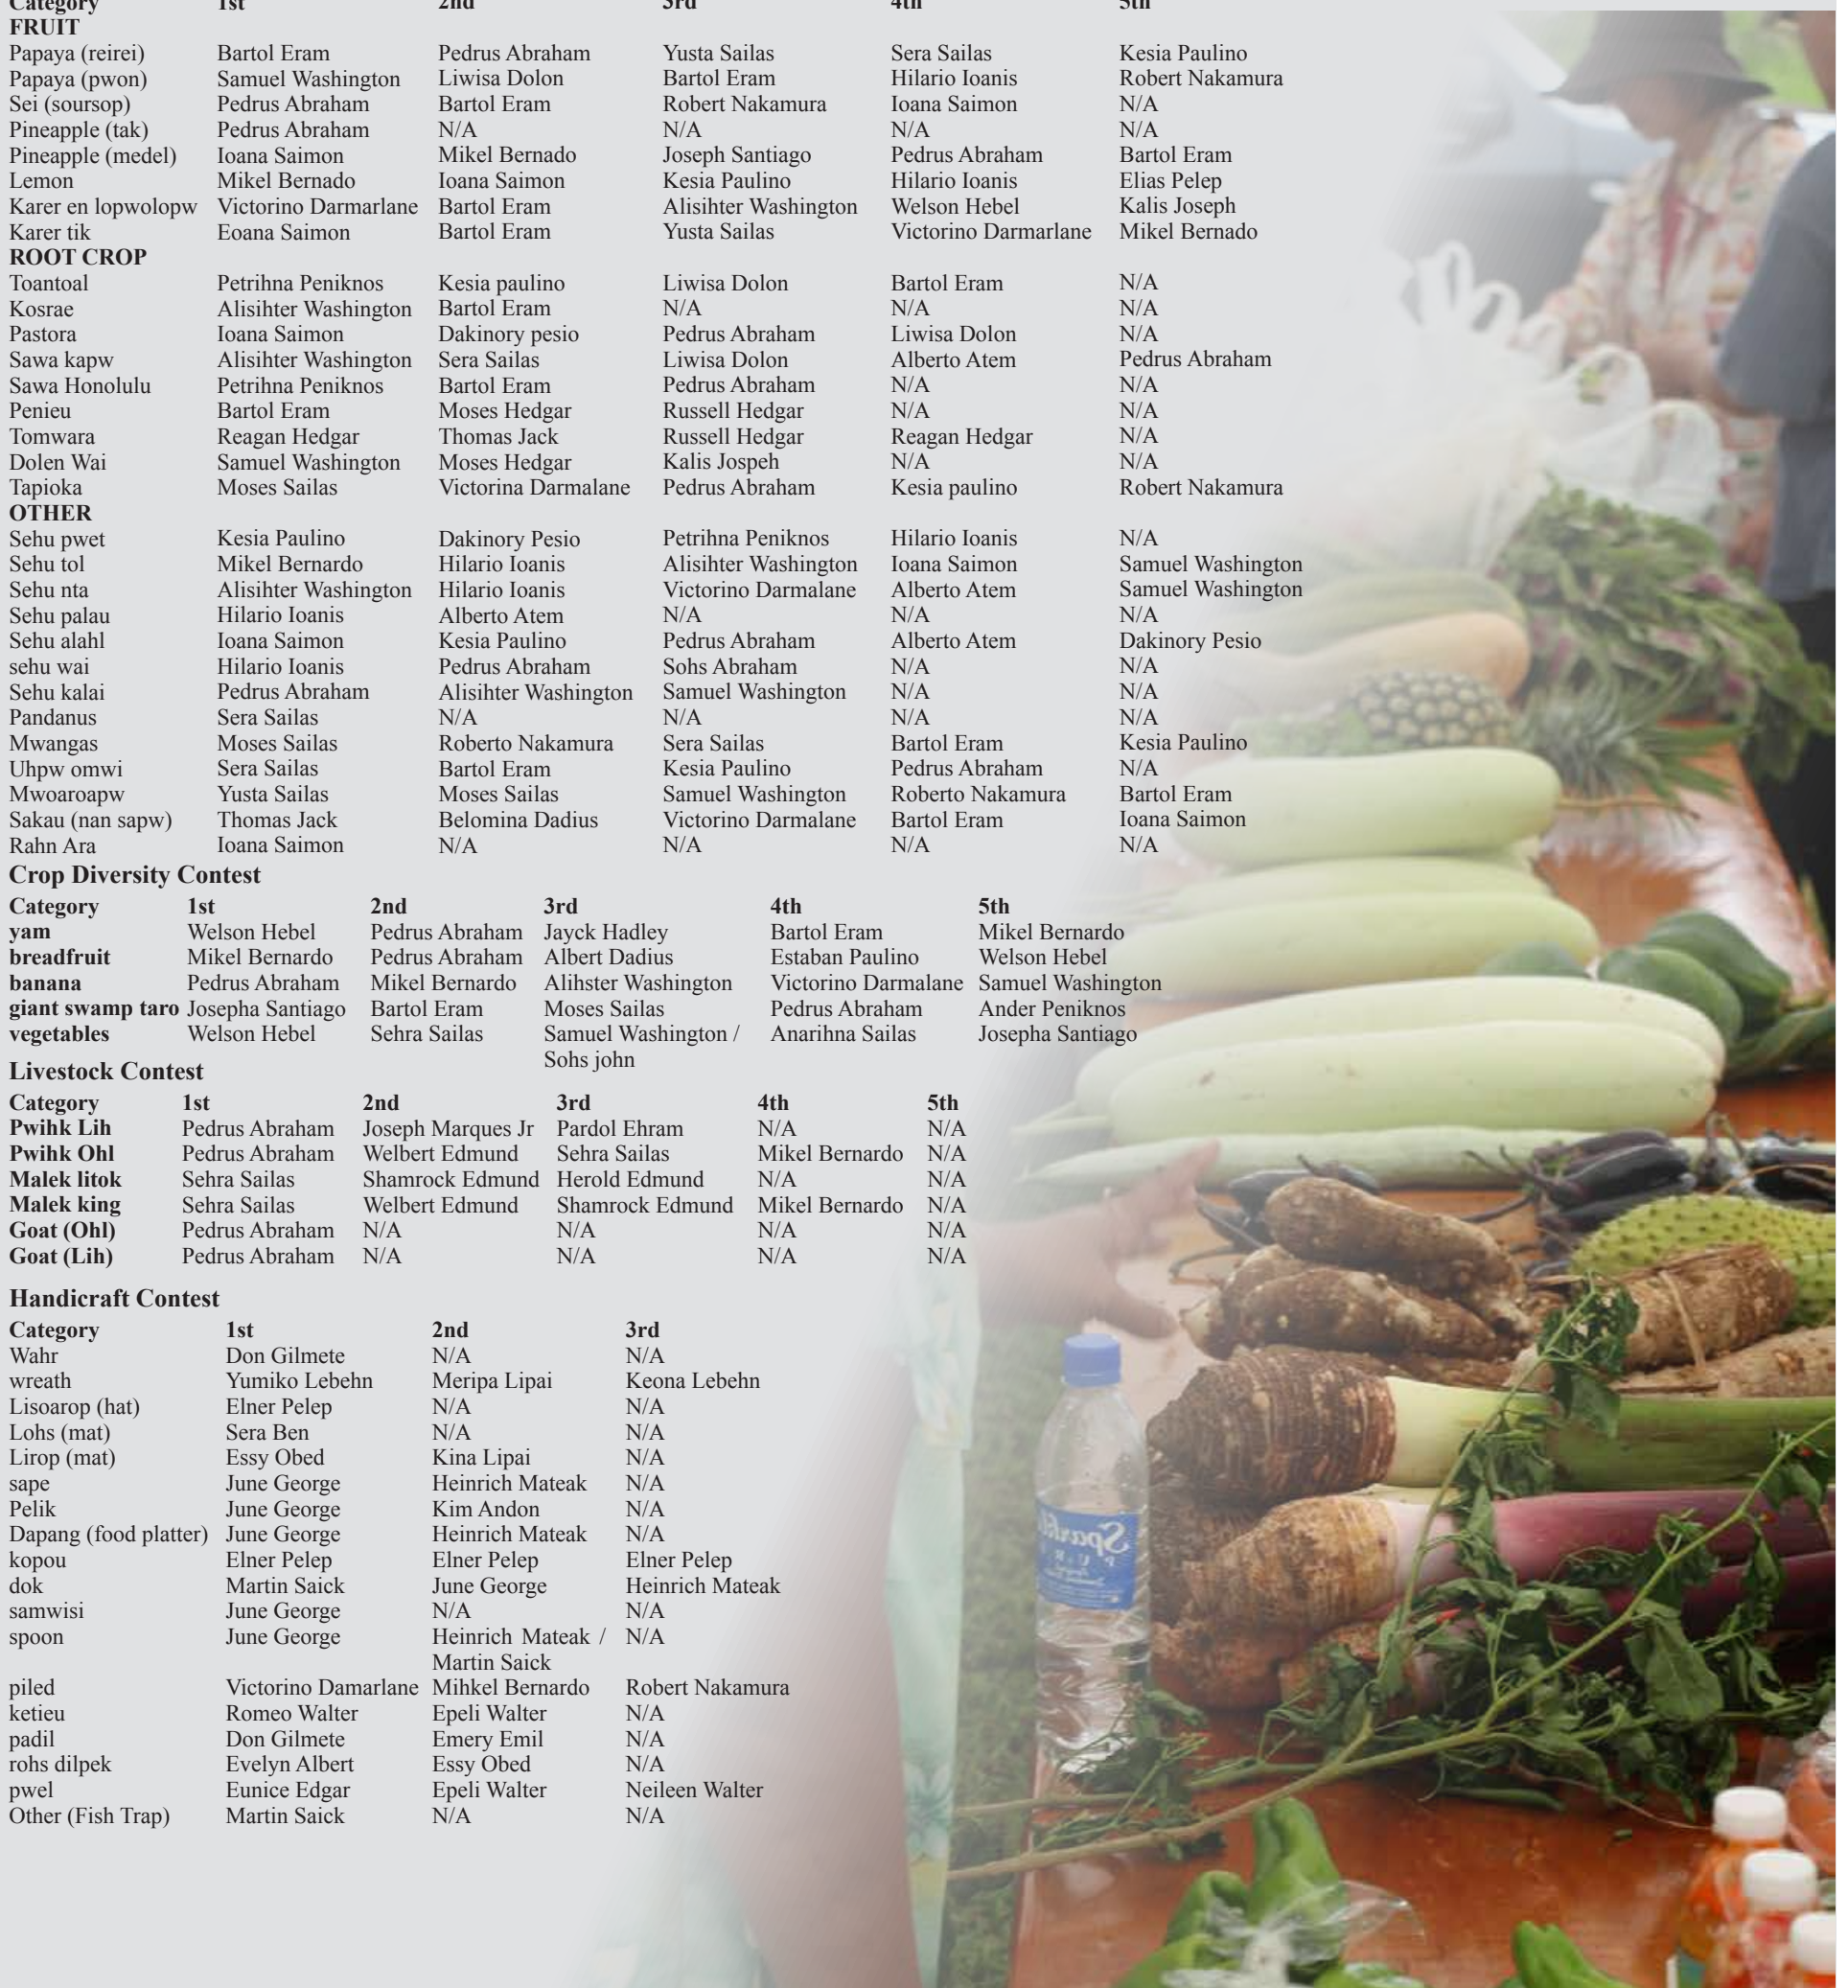 Category 1st 2nd 3rd 4th 5th
FRUIT
Papaya (reirei) Bartol Eram Pedrus Abraham Yusta Sailas Sera Sailas Kesia Paulino
Papaya (pwon) Samuel Washington Liwisa Dolon Bartol Eram Hilario Ioanis Robert Nakamura
Sei (soursop) Pedrus Abraham Bartol Eram Robert Nakamura Ioana Saimon N/A
Pineapple (tak) Pedrus Abraham N/A N/A N/A N/A
Pineapple (medel) Ioana Saimon Mikel Bernado Joseph Santiago Pedrus Abraham Bartol Eram
Lemon Mikel Bernado Ioana Saimon Kesia Paulino Hilario Ioanis Elias Pelep
Karer en lopwolopw Victorino Darmarlane Bartol Eram Alisihter Washington Welson Hebel Kalis Joseph
Karer tik Eoana Saimon Bartol Eram Yusta Sailas Victorino Darmarlane Mikel Bernado
ROOT CROP
Toantoal Petrihna Peniknos Kesia paulino Liwisa Dolon Bartol Eram N/A
Kosrae Alisihter Washington Bartol Eram N/A N/A N/A
Pastora Ioana Saimon Dakinory pesio Pedrus Abraham Liwisa Dolon N/A
Sawa kapw Alisihter Washington Sera Sailas Liwisa Dolon Alberto Atem Pedrus Abraham
Sawa Honolulu Petrihna Peniknos Bartol Eram Pedrus Abraham N/A N/A
Penieu Bartol Eram Moses Hedgar Russell Hedgar N/A N/A
Tomwara Reagan Hedgar Thomas Jack Russell Hedgar Reagan Hedgar N/A
Dolen Wai Samuel Washington Moses Hedgar Kalis Jospeh N/A N/A
Tapioka Moses Sailas Victorina Darmalane Pedrus Abraham Kesia paulino Robert Nakamura
OTHER
Sehu pwet Kesia Paulino Dakinory Pesio Petrihna Peniknos Hilario Ioanis N/A
Sehu tol Mikel Bernardo Hilario Ioanis Alisihter Washington Ioana Saimon Samuel Washington
Sehu nta Alisihter Washington Hilario Ioanis Victorino Darmalane Alberto Atem Samuel Washington
Sehu palau Hilario Ioanis Alberto Atem N/A N/A N/A
Sehu alahl Ioana Saimon Kesia Paulino Pedrus Abraham Alberto Atem Dakinory Pesio
sehu wai Hilario Ioanis Pedrus Abraham Sohs Abraham N/A N/A
Sehu kalai Pedrus Abraham Alisihter Washington Samuel Washington N/A N/A
Pandanus Sera Sailas N/A N/A N/A N/A
Mwangas Moses Sailas Roberto Nakamura Sera Sailas Bartol Eram Kesia Paulino
Uhpw omwi Sera Sailas Bartol Eram Kesia Paulino Pedrus Abraham N/A
Mwoaroapw Yusta Sailas Moses Sailas Samuel Washington Roberto Nakamura Bartol Eram
Sakau (nan sapw) Thomas Jack Belomina Dadius Victorino Darmalane Bartol Eram Ioana Saimon
Rahn Ara Ioana Saimon N/A N/A N/A N/A
Crop Diversity Contest
Category 1st 2nd 3rd 4th 5th
yam Welson Hebel Pedrus Abraham Jayck Hadley Bartol Eram Mikel Bernardo
breadfruit Mikel Bernardo Pedrus Abraham Albert Dadius Estaban Paulino Welson Hebel
banana Pedrus Abraham Mikel Bernardo Alihster Washington Victorino Darmalane Samuel Washington
giant swamp taro Josepha Santiago Bartol Eram Moses Sailas Pedrus Abraham Ander Peniknos
vegetables Welson Hebel Sehra Sailas Samuel Washington / Anarihna Sailas Josepha Santiago
Sohs john
Livestock Contest
Category 1st 2nd 3rd 4th 5th
Pwihk Lih Pedrus Abraham Joseph Marques Jr Pardol Ehram N/A N/A
Pwihk Ohl Pedrus Abraham Welbert Edmund Sehra Sailas Mikel Bernardo N/A
Malek litok Sehra Sailas Shamrock Edmund Herold Edmund N/A N/A
Malek king Sehra Sailas Welbert Edmund Shamrock Edmund Mikel Bernardo N/A
Goat (Ohl) Pedrus Abraham N/A N/A N/A N/A
Goat (Lih) Pedrus Abraham N/A N/A N/A N/A
Handicraft Contest
Category 1st 2nd 3rd
Wahr Don Gilmete N/A N/A
wreath Yumiko Lebehn Meripa Lipai Keona Lebehn
Lisoarop (hat) Elner Pelep N/A N/A
Lohs (mat) Sera Ben N/A N/A
Lirop (mat) Essy Obed Kina Lipai N/A
sape June George Heinrich Mateak N/A
Pelik June George Kim Andon N/A
Dapang (food platter) June George Heinrich Mateak N/A
kopou Elner Pelep Elner Pelep Elner Pelep
dok Martin Saick June George Heinrich Mateak
samwisi June George N/A N/A
spoon June George Heinrich Mateak / N/A
Martin Saick
piled Victorino Damarlane Mihkel Bernardo Robert Nakamura
ketieu Romeo Walter Epeli Walter N/A
padil Don Gilmete Emery Emil N/A
rohs dilpek Evelyn Albert Essy Obed N/A
pwel Eunice Edgar Epeli Walter Neileen Walter
Other (Fish Trap) Martin Saick N/A N/A